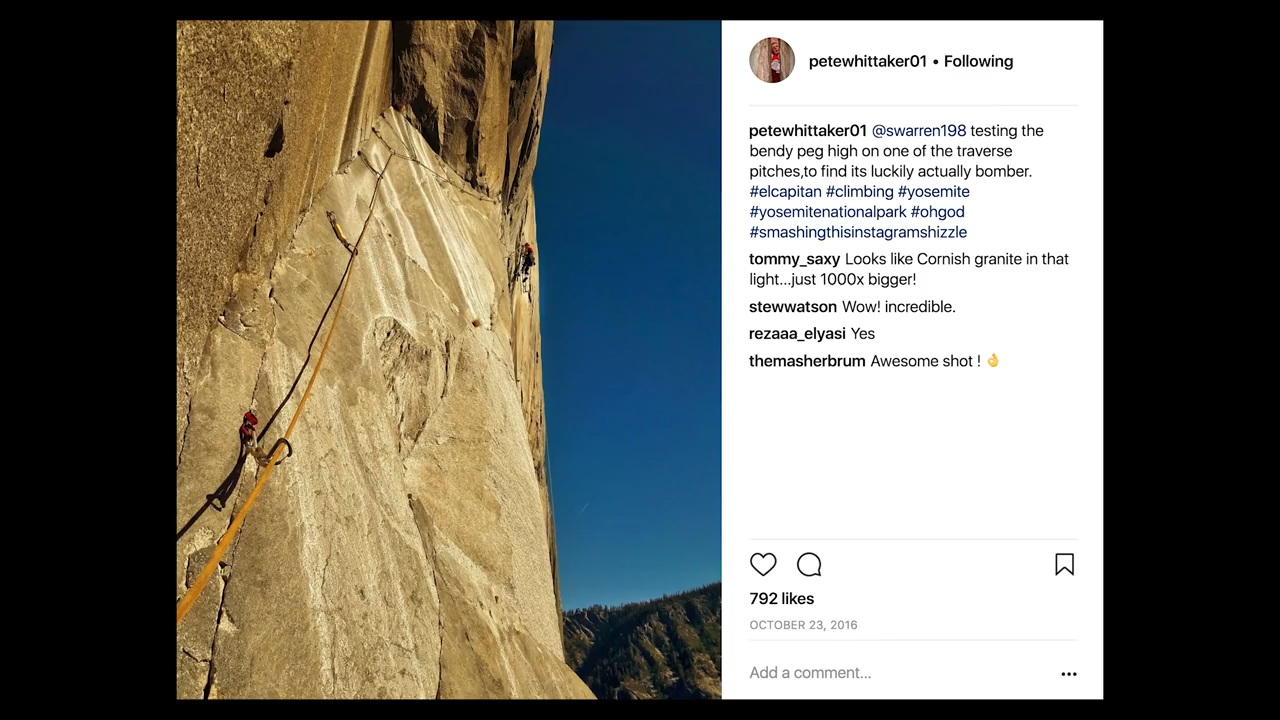 petewhittaker01 • Following
petewhittaker01 @swarren198 testing the
bendy peg high on one of the traverse
pitches,to find its luckily actually bomber.
#elcapitan #climbing #yosemite
#yosemitenationalpark #ohgod
#smashingthisinstagramshizzle
tommy_saxy Looks like Cornish granite in that
light...just 1000x bigger!
stewwatson Wow! incredible.
rezaaa_elyasi Yes
themasherbrum Awesome shot ! 👌
792 likes
OCTOBER 23, 2016
Add a comment...